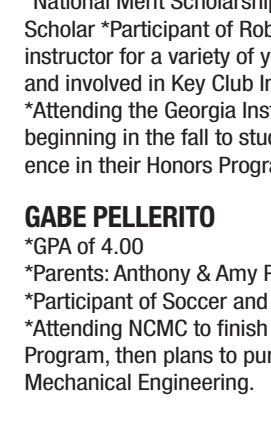 National Merit Scholarship
Scholar *Participant of Rob
instructor for a variety of y
and involved in Key Club In
*Attending the Georgia Inst
beginning in the fall to stud
ence in their Honors Progra
GABE PELLERITO
*GPA of 4.00
*Parents: Anthony & Amy P
*Participant of Soccer and
*Attending NCMC to finish
Program, then plans to pur
Mechanical Engineering.